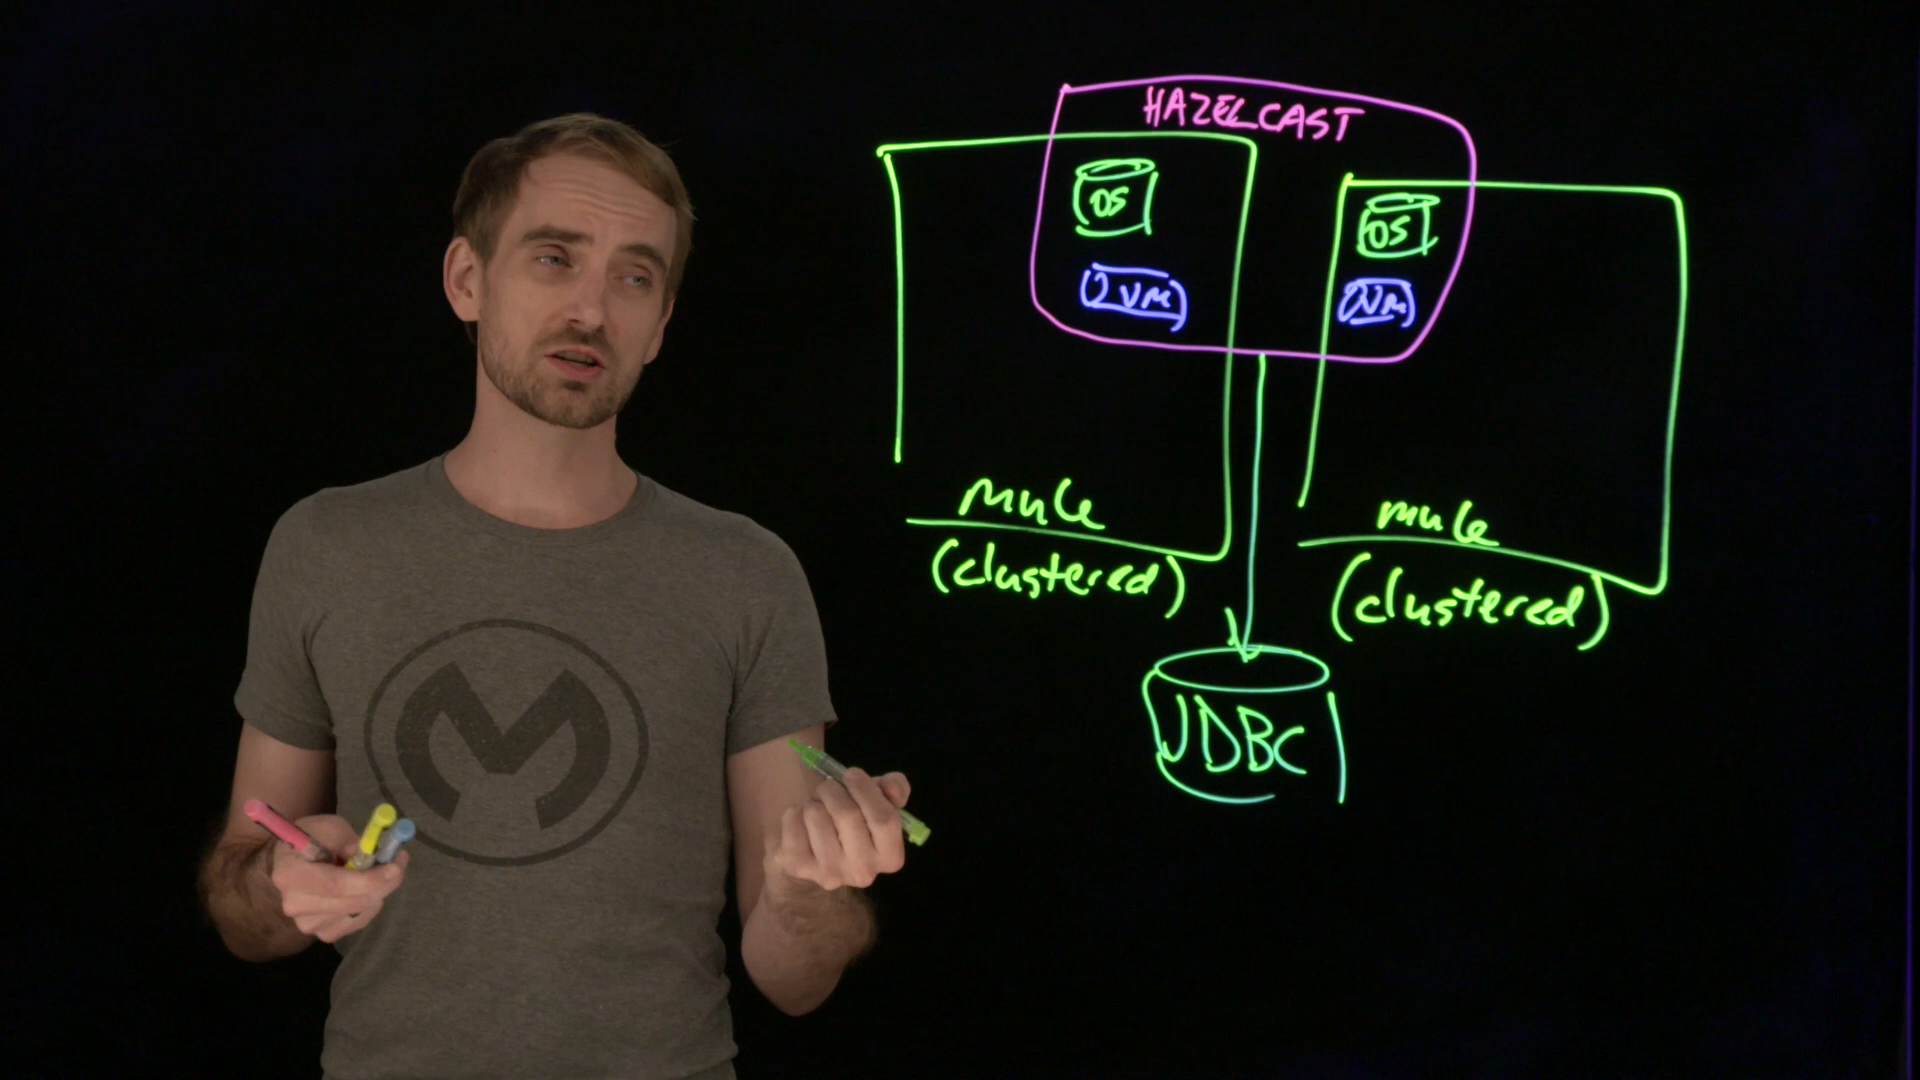 HAZELCAST
OS
VM
mule
(clustered)
OS
VM
mule
(clustered)
JDBC